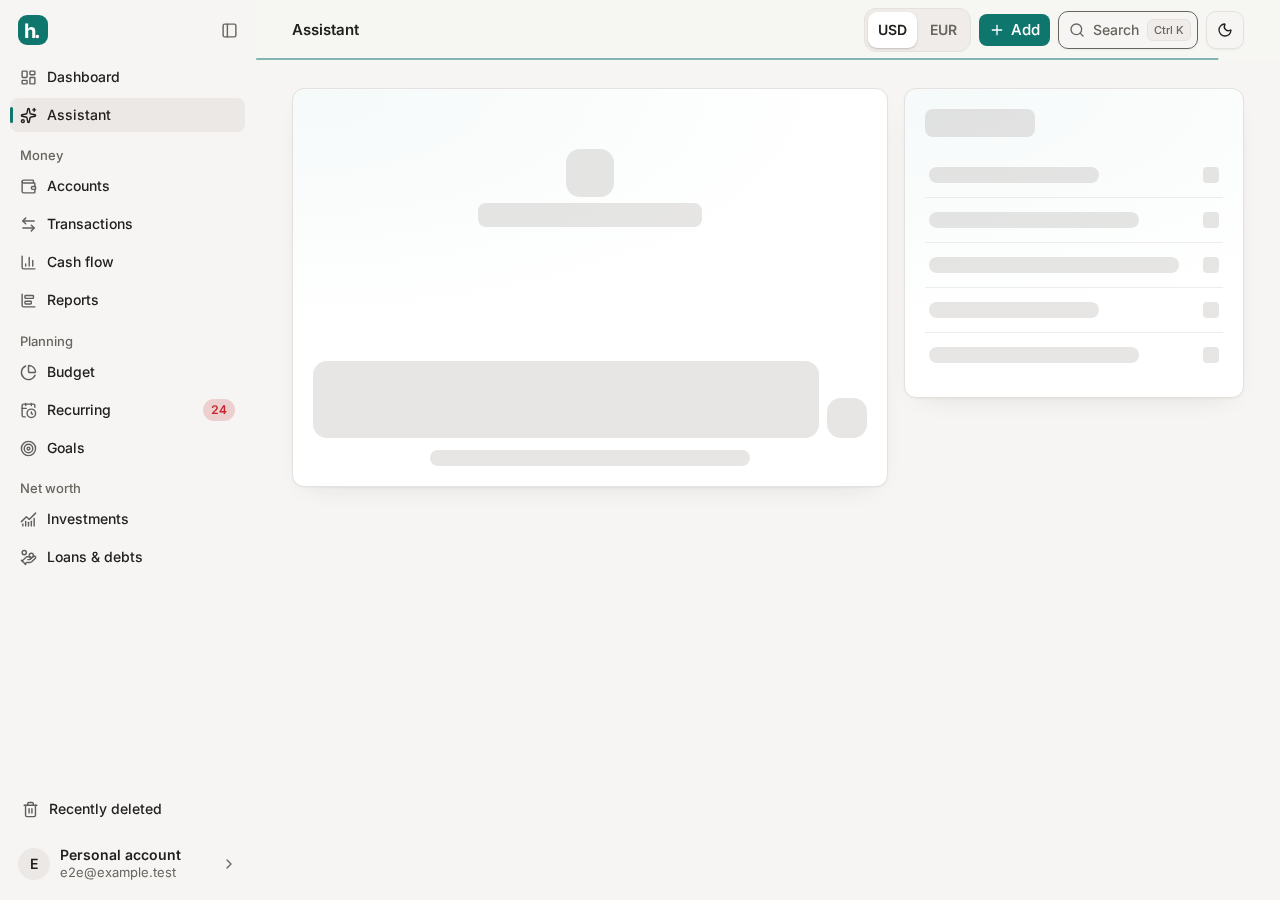 h.
Dashboard
Assistant
Money
Accounts
Transactions
Cash flow
Reports
Planning
Budget
Recurring 24
Goals
Net worth
Investments
Loans & debts
Recently deleted
E
Personal account
e2e@example.test
Assistant
USD EUR
Add
Search Ctrl K